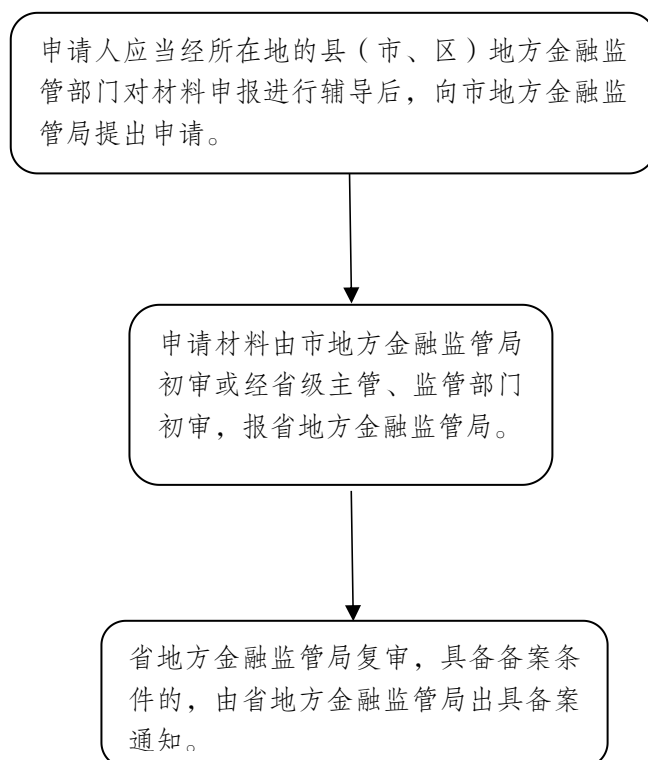 申请人应当经所在地的县（市、区）地方金融监
管部门对材料申报进行辅导后，向市地方金融监
管局提出申请。
申请材料由市地方金融监管局
初审或经省级主管、监管部门
初审，报省地方金融监管局。
省地方金融监管局复审，具备备案条
件的，由省地方金融监管局出具备案
通知。